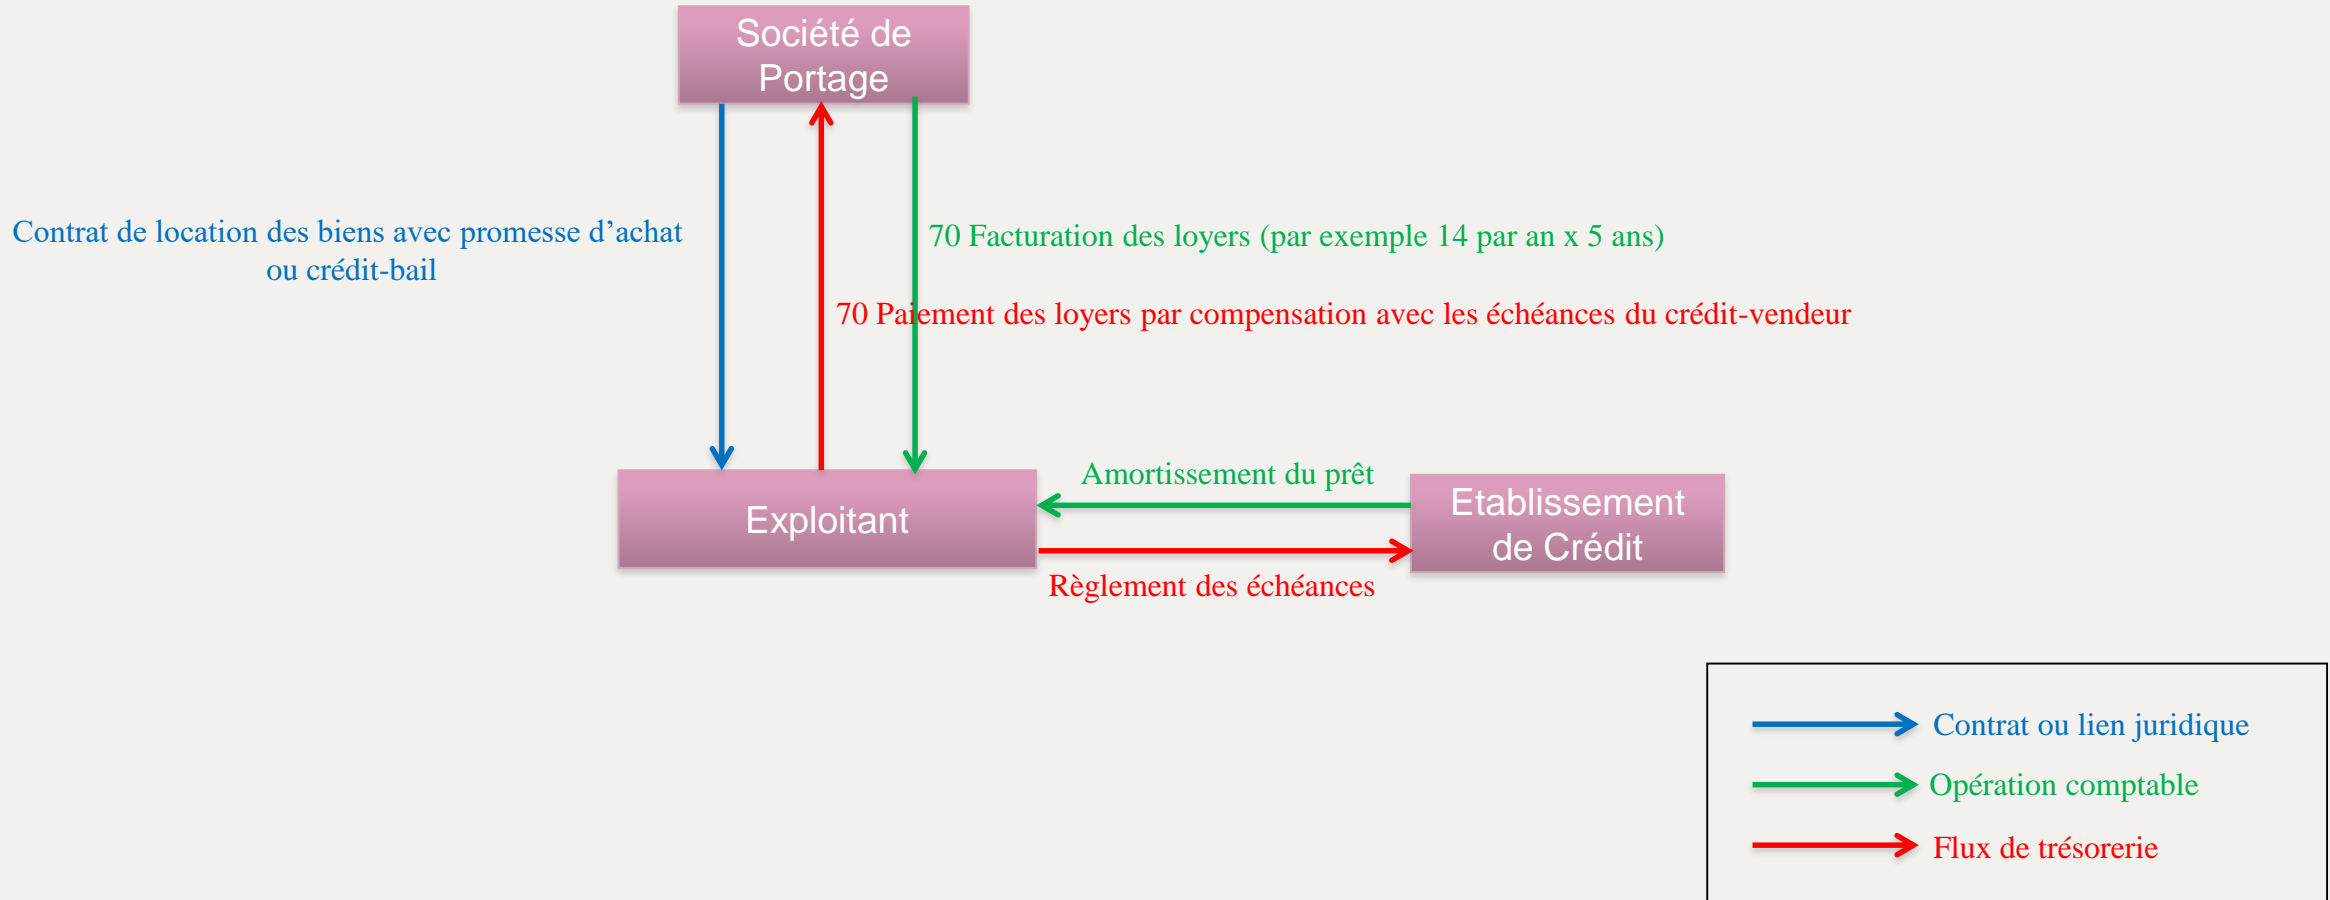 Société de
Portage
Contrat de location des biens avec promesse d’achat
ou crédit-bail
70 Facturation des loyers (par exemple 14 par an x 5 ans)
70 Paiement des loyers par compensation avec les échéances du crédit-vendeur
Exploitant
Amortissement du prêt
Règlement des échéances
Etablissement
de Crédit
Contrat ou lien juridique
Opération comptable
Flux de trésorerie